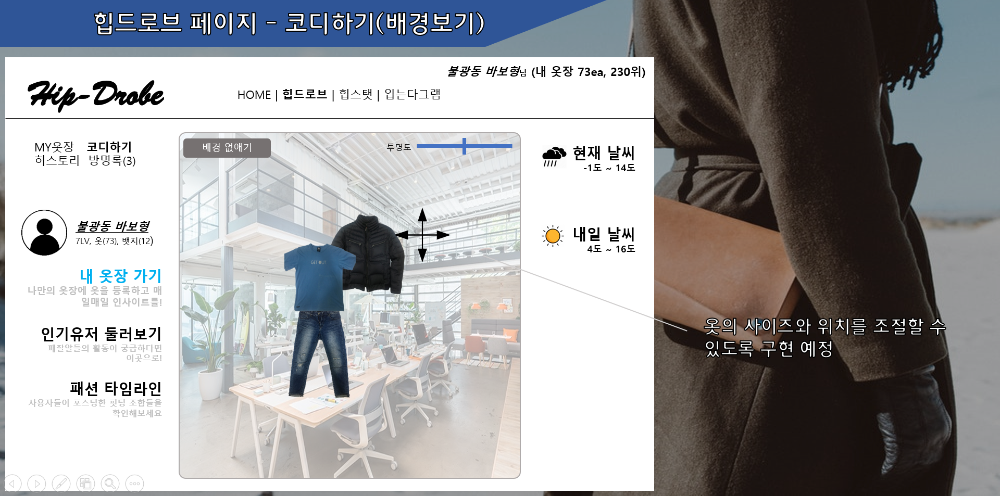 힙드로브 페이지 - 코디하기(배경보기)
불광동 바보형님 (내 옷장 73ea, 230위)
Hip-Drobe
HOME | 힙드로브 | 힙스탯 | 입는다그램
MY옷장 코디하기
히스토리 방명록(3)
배경 없애기
투명도
현재 날씨
-1도 ~ 14도
불광동 바보형
7LV, 옷(73), 뱃지(12)
내일 날씨
4도 ~ 16도
GET OUT
내 옷장 가기
나만의 옷장에 옷을 등록하고 매
일매일 인사이트를!
인기유저 둘러보기
패잘알들의 활동이 궁금하다면
이곳으로!
패션 타임라인
사용자들이 포스팅한 핏팅 조합들을
확인해보세요
옷의 사이즈와 위치를 조절할 수
있도록 구현 예정